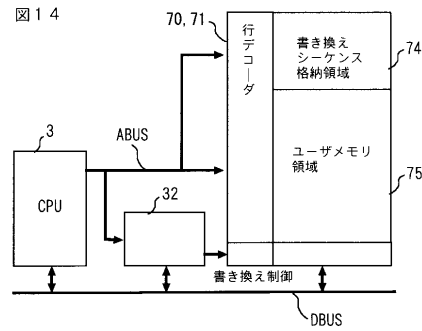 図14
70, 71
行デコーダ
書き換え
シーケンス
格納領域
74
3
ABUS
ユーザメモリ
領域
CPU
32
75
書き換え制御
DBUS